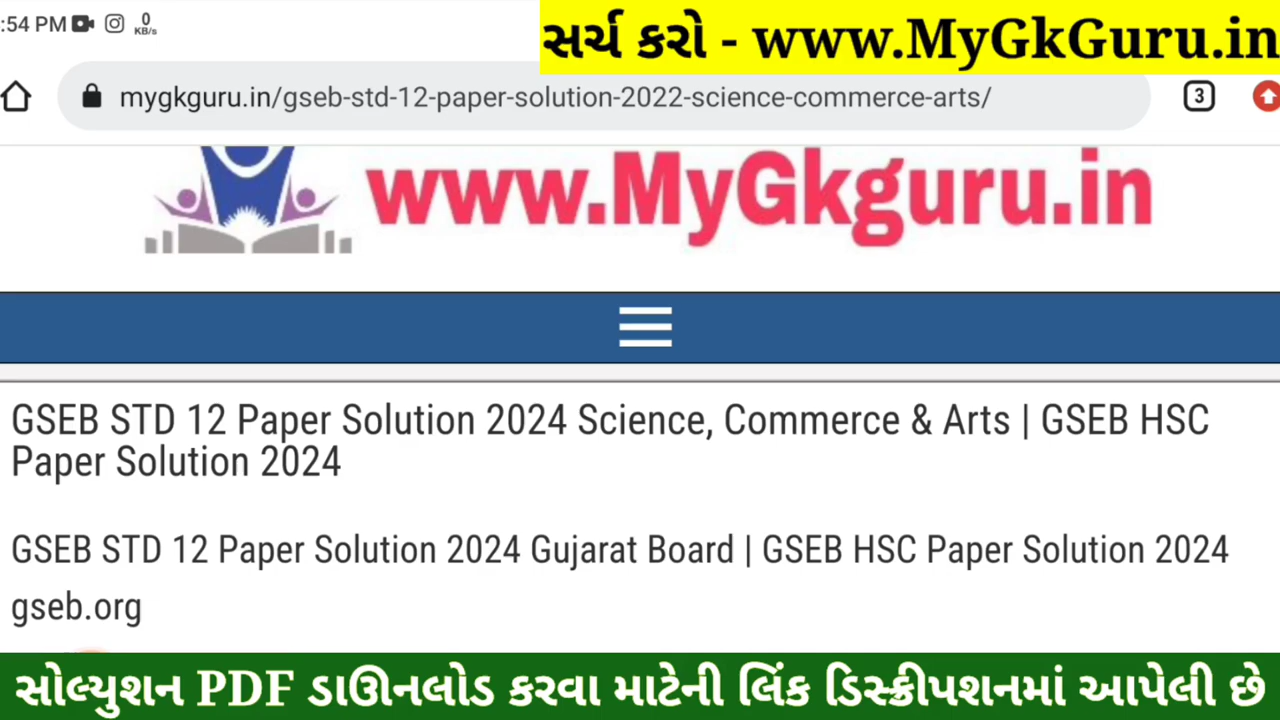 :54 PM 0 KB/s
સર્ચ કરો - www.MyGkGuru.in
mygkguru.in/gseb-std-12-paper-solution-2022-science-commerce-arts/
3
www.MyGkguru.in
GSEB STD 12 Paper Solution 2024 Science, Commerce & Arts | GSEB HSC
Paper Solution 2024
GSEB STD 12 Paper Solution 2024 Gujarat Board | GSEB HSC Paper Solution 2024
gseb.org
સોલ્યુશન PDF ડાઊનલોડ કરવા માટેની લિંક ડિસ્ક્રીપશનમાં આપેલી છે